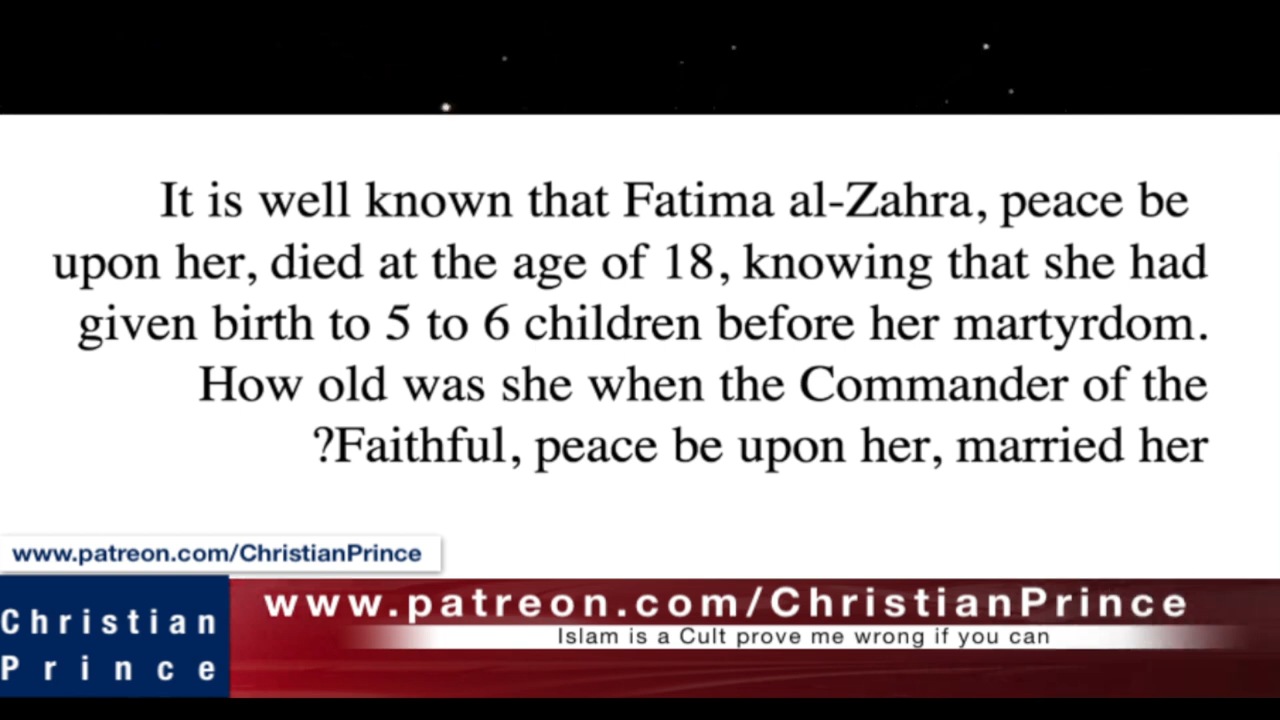 It is well known that Fatima al-Zahra, peace be
upon her, died at the age of 18, knowing that she had
given birth to 5 to 6 children before her martyrdom.
How old was she when the Commander of the
?Faithful, peace be upon her, married her
www.patreon.com/ChristianPrince
Christian
Prince
www.patreon.com/ChristianPrince
Islam is a Cult prove me wrong if you can